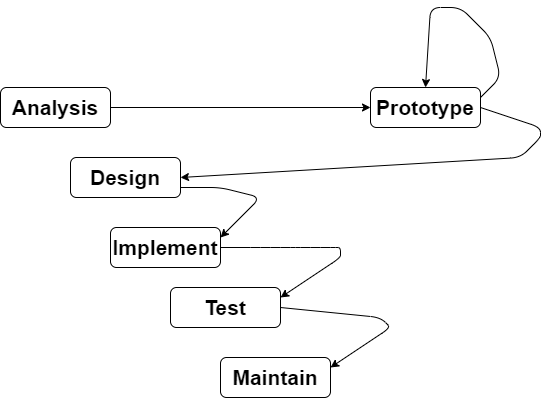 Analysis
Prototype
Design
Implement
Test
Maintain